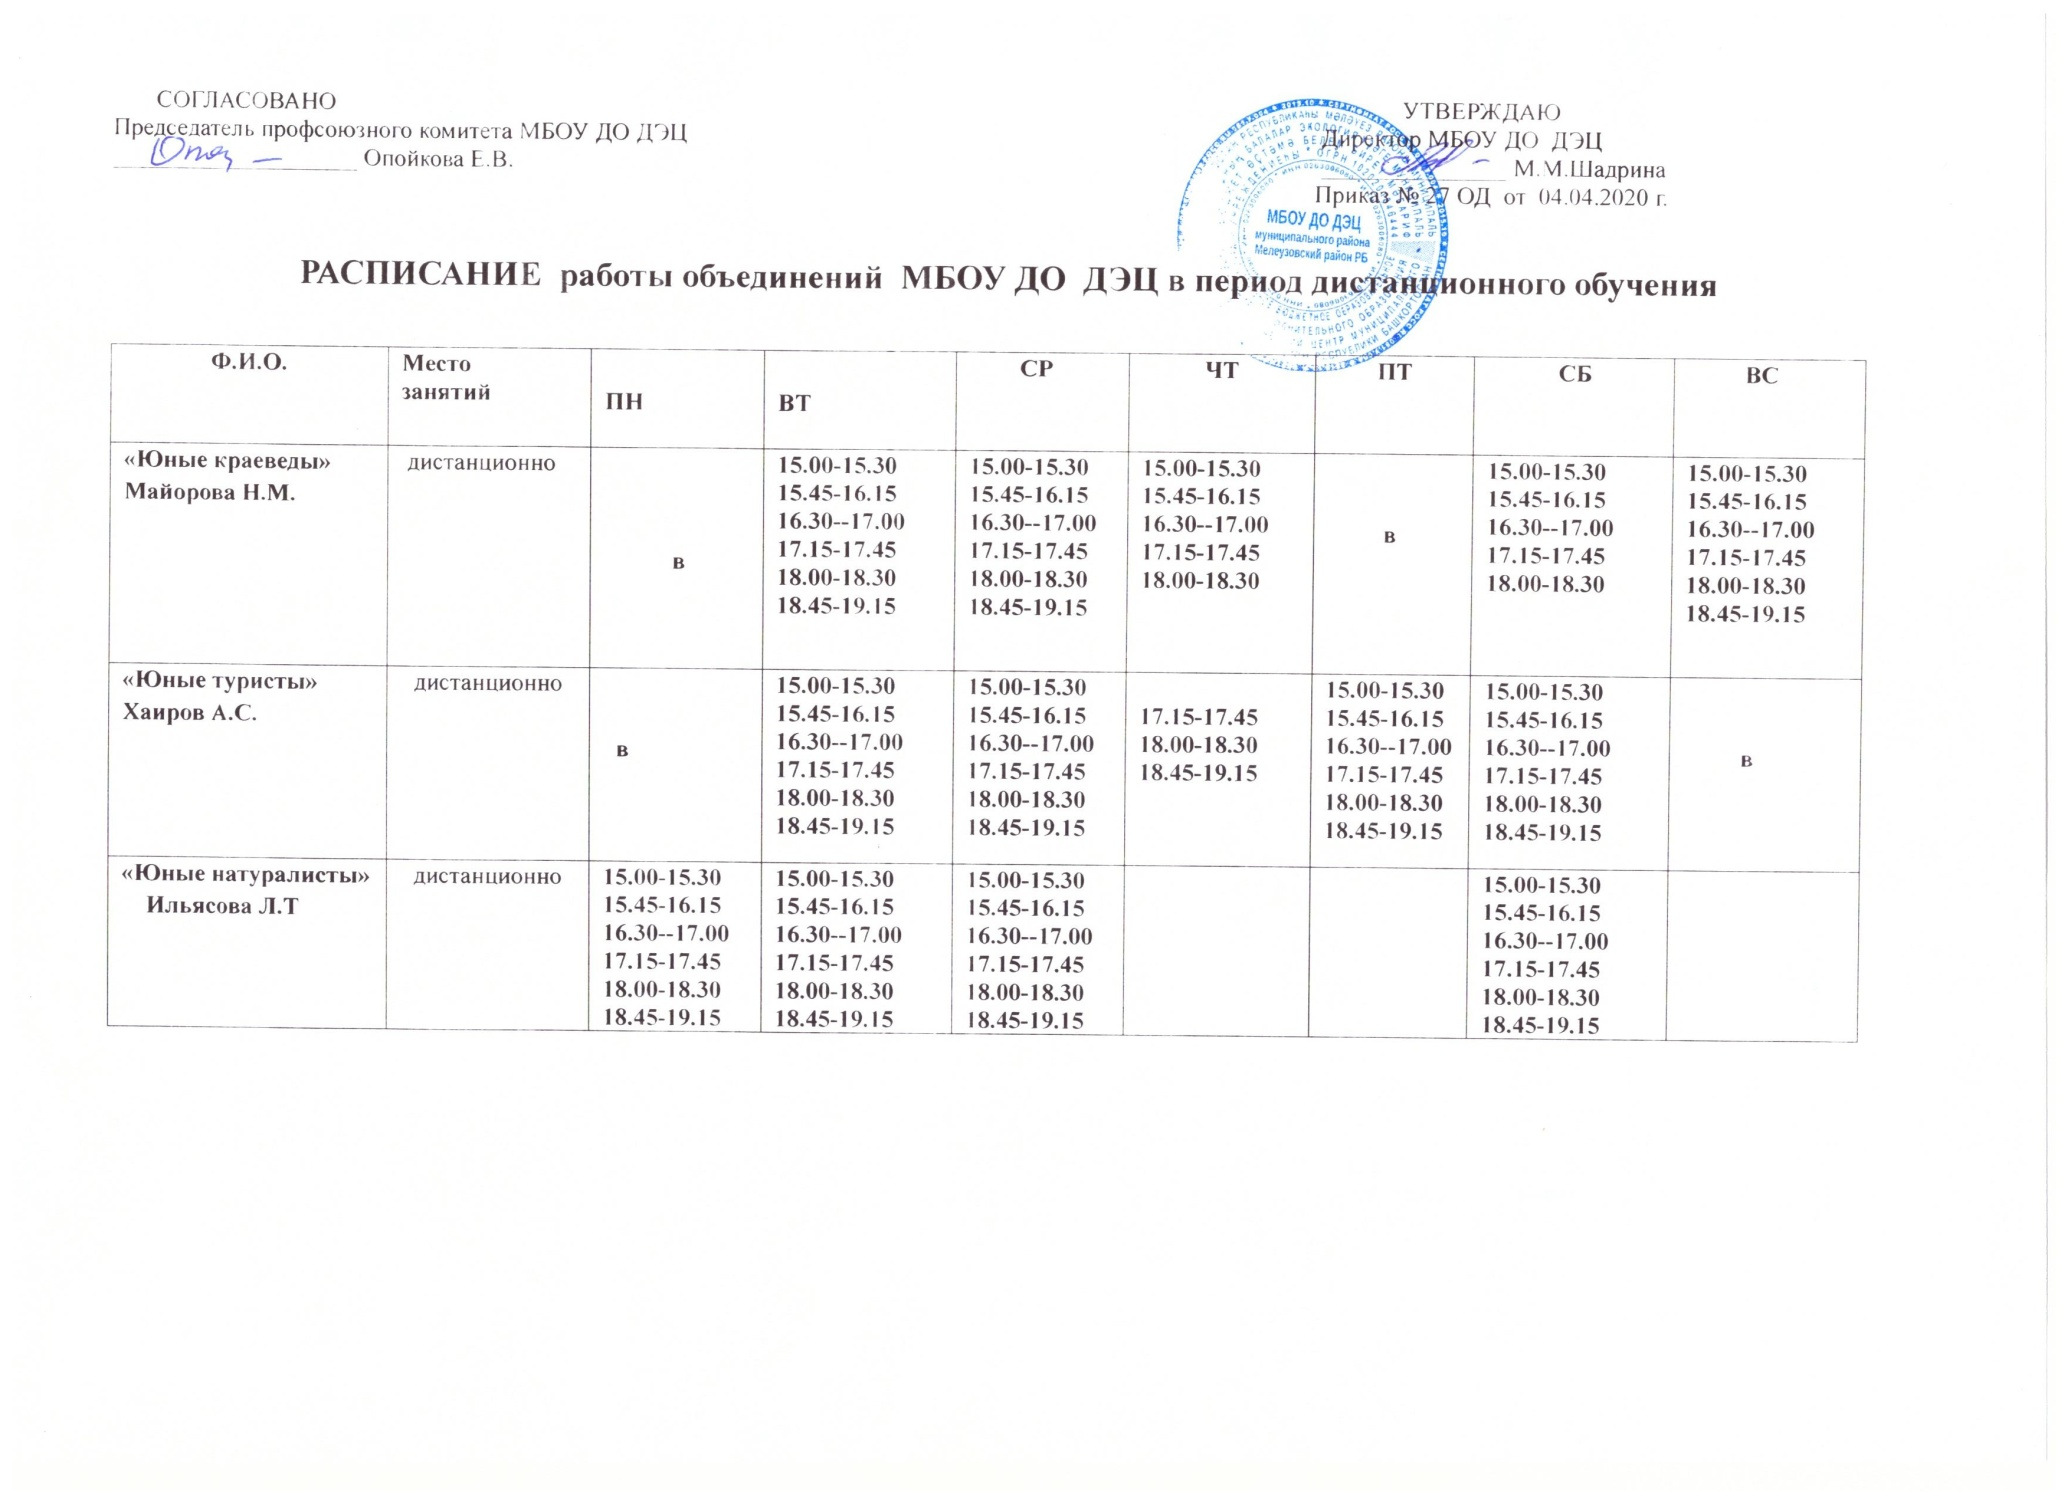 СОГЛАСОВАНО
Председатель профсоюзного комитета МБОУ ДО ДЭЦ
Опойкова Е.В.
УТВЕРЖДАЮ
Директор МБОУ ДО ДЭЦ
М.М.Шадрина
Приказ № 27 ОД от 04.04.2020 г.
МБОУ ДО ДЭЦ
муниципального района
Мелеузовский район РБ
РАСПИСАНИЕ работы объединений МБОУ ДО ДЭЦ в период дистанционного обучения
Ф.И.О.
Место
занятий
ПН
ВТ
СР
ЧТ
ПТ
СБ
ВС
«Юные краеведы»
Майорова Н.М.
дистанционно
в
15.00-15.30
15.45-16.15
16.30--17.00
17.15-17.45
18.00-18.30
18.45-19.15
15.00-15.30
15.45-16.15
16.30--17.00
17.15-17.45
18.00-18.30
18.45-19.15
15.00-15.30
15.45-16.15
16.30--17.00
17.15-17.45
18.00-18.30
в
15.00-15.30
15.45-16.15
16.30--17.00
17.15-17.45
18.00-18.30
15.00-15.30
15.45-16.15
16.30--17.00
17.15-17.45
18.00-18.30
18.45-19.15
«Юные туристы»
Хаиров А.С.
дистанционно
в
15.00-15.30
15.45-16.15
16.30--17.00
17.15-17.45
18.00-18.30
18.45-19.15
15.00-15.30
15.45-16.15
16.30--17.00
17.15-17.45
18.00-18.30
18.45-19.15
17.15-17.45
18.00-18.30
18.45-19.15
15.00-15.30
15.45-16.15
16.30--17.00
17.15-17.45
18.00-18.30
18.45-19.15
15.00-15.30
15.45-16.15
16.30--17.00
17.15-17.45
18.00-18.30
18.45-19.15
в
«Юные натуралисты»
Ильясова Л.Т
дистанционно
15.00-15.30
15.45-16.15
16.30--17.00
17.15-17.45
18.00-18.30
18.45-19.15
15.00-15.30
15.45-16.15
16.30--17.00
17.15-17.45
18.00-18.30
18.45-19.15
15.00-15.30
15.45-16.15
16.30--17.00
17.15-17.45
18.00-18.30
18.45-19.15
15.00-15.30
15.45-16.15
16.30--17.00
17.15-17.45
18.00-18.30
18.45-19.15